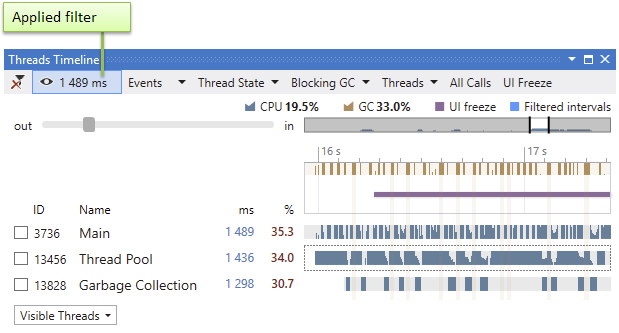 Applied filter
Threads Timeline
1 489 ms Events Thread State Blocking GC Threads All Calls UI Freeze
CPU 19.5% GC 33.0% UI freeze Filtered intervals
out in
16 s 17 s
ID Name ms %
3736 Main 1 489 35.3
13456 Thread Pool 1 436 34.0
13828 Garbage Collection 1 298 30.7
Visible Threads